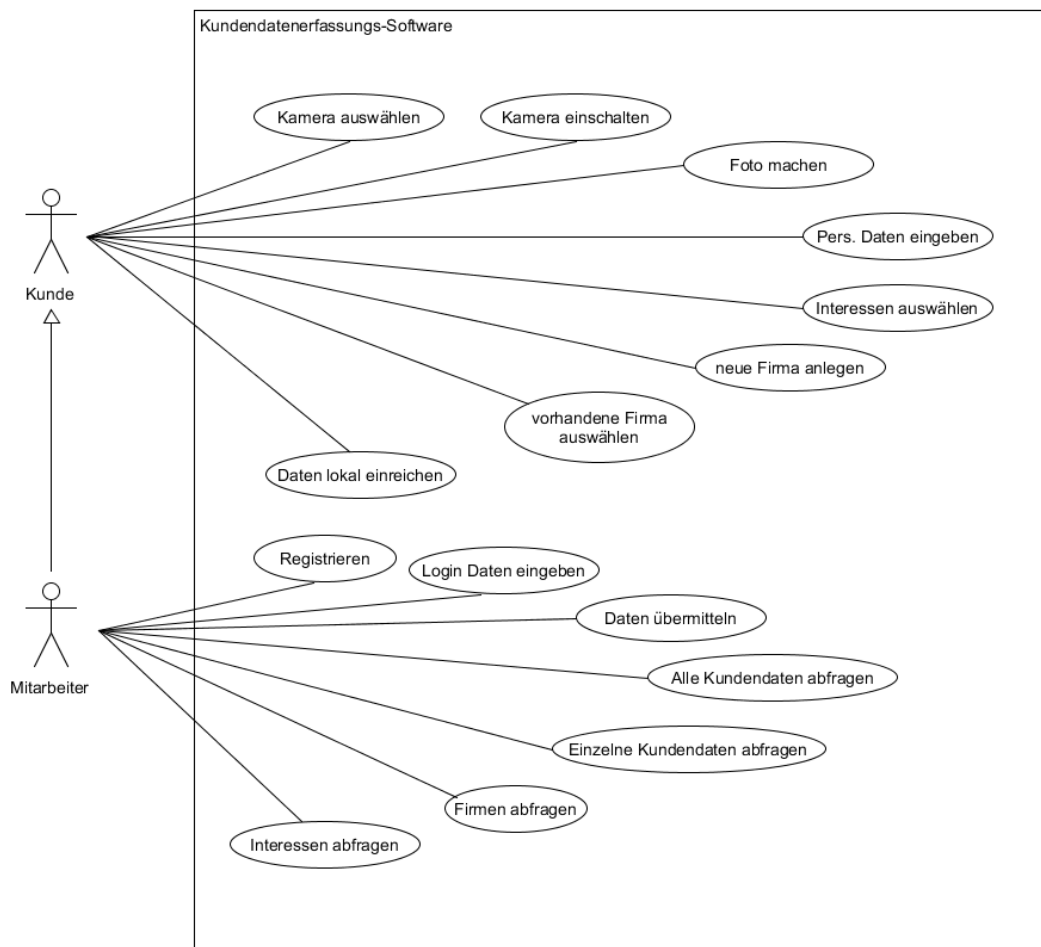 Kundendatenerfassungs-Software
Kamera auswählen
Kamera einschalten
Foto machen
Pers. Daten eingeben
Kunde
Interessen auswählen
neue Firma anlegen
vorhandene Firma
auswählen
Daten lokal einreichen
Registrieren
Login Daten eingeben
Daten übermitteln
Mitarbeiter
Alle Kundendaten abfragen
Einzelne Kundendaten abfragen
Firmen abfragen
Interessen abfragen